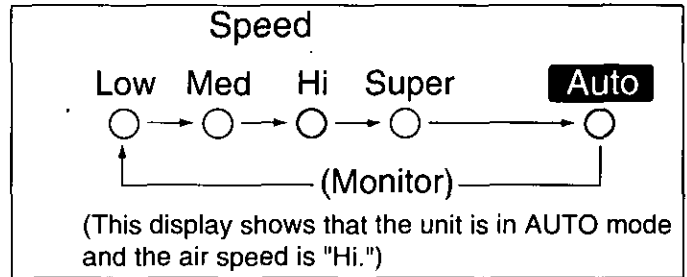 Speed
Low Med Hi Super Auto
(Monitor)
(This display shows that the unit is in AUTO mode
and the air speed is "Hi.")